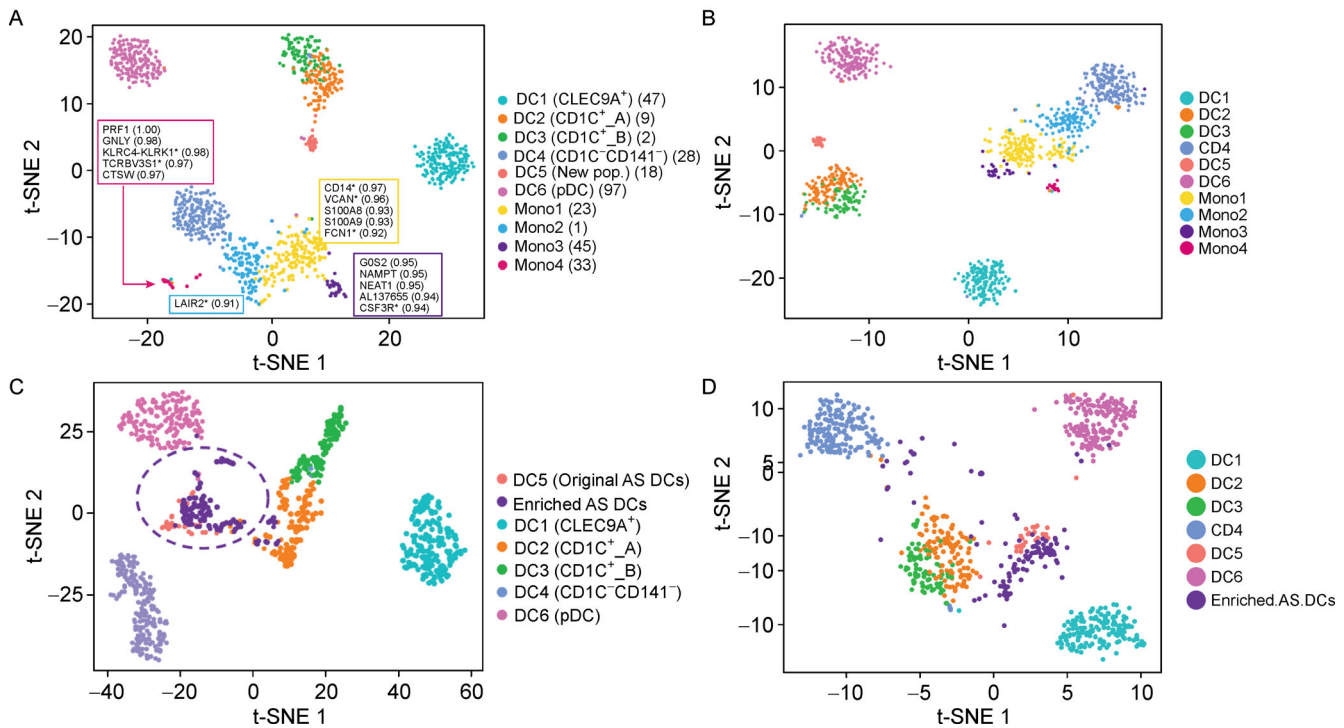 A
t-SNE 2
20
10
0
−10
−20
−20
0
20
t-SNE 1
PRF1 (1.00)
GNLY (0.98)
KLRC4-KLRK1* (0.98)
TCRBV3S1* (0.97)
CTSW (0.97)
CD14* (0.97)
VCAN* (0.96)
S100A8 (0.93)
S100A9 (0.93)
FCN1* (0.92)
G0S2 (0.95)
NAMPT (0.95)
NEAT1 (0.95)
AL137655 (0.94)
CSF3R* (0.94)
LAIR2* (0.91)
DC1 (CLEC9A⁺) (47)
DC2 (CD1C⁺_A) (9)
DC3 (CD1C⁺_B) (2)
DC4 (CD1C⁻CD141⁻) (28)
DC5 (New pop.) (18)
DC6 (pDC) (97)
Mono1 (23)
Mono2 (1)
Mono3 (45)
Mono4 (33)
B
t-SNE 2
10
0
−10
−20
−10
0
10
t-SNE 1
DC1
DC2
DC3
CD4
DC5
DC6
Mono1
Mono2
Mono3
Mono4
C
t-SNE 2
25
0
−25
−40
−20
0
20
40
60
t-SNE 1
DC5 (Original AS DCs)
Enriched AS DCs
DC1 (CLEC9A⁺)
DC2 (CD1C⁺_A)
DC3 (CD1C⁺_B)
DC4 (CD1C⁻CD141⁻)
DC6 (pDC)
D
t-SNE 2
10
5
0
−10
−10
−10
−10
−5
0
5
10
t-SNE 1
DC1
DC2
DC3
CD4
DC5
DC6
Enriched.AS.DCs